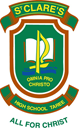 ST CLARE'S
OMNIA PRO
CHRISTO
HIGH SCHOOL TAREE
ALL FOR CHRIST